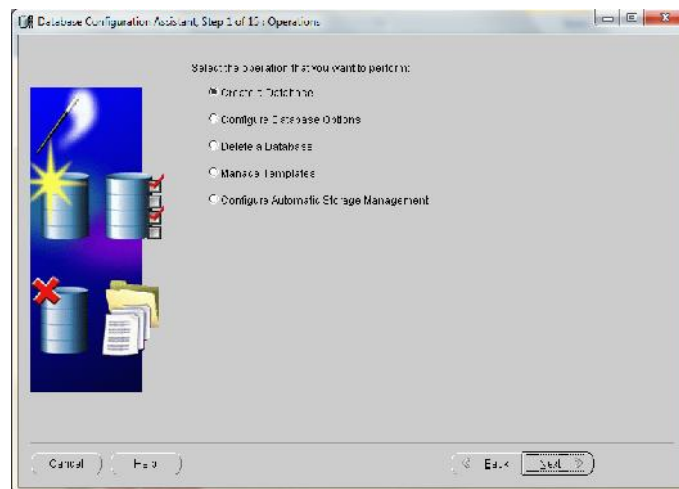 Database Configuration Assistant, Step 1 of 13 : Operations
Select the operation that you want to perform:
Create a Database
Configure Database Options
Delete a Database
Manage Templates
Configure Automatic Storage Management
Cancel
Help
Back
Next